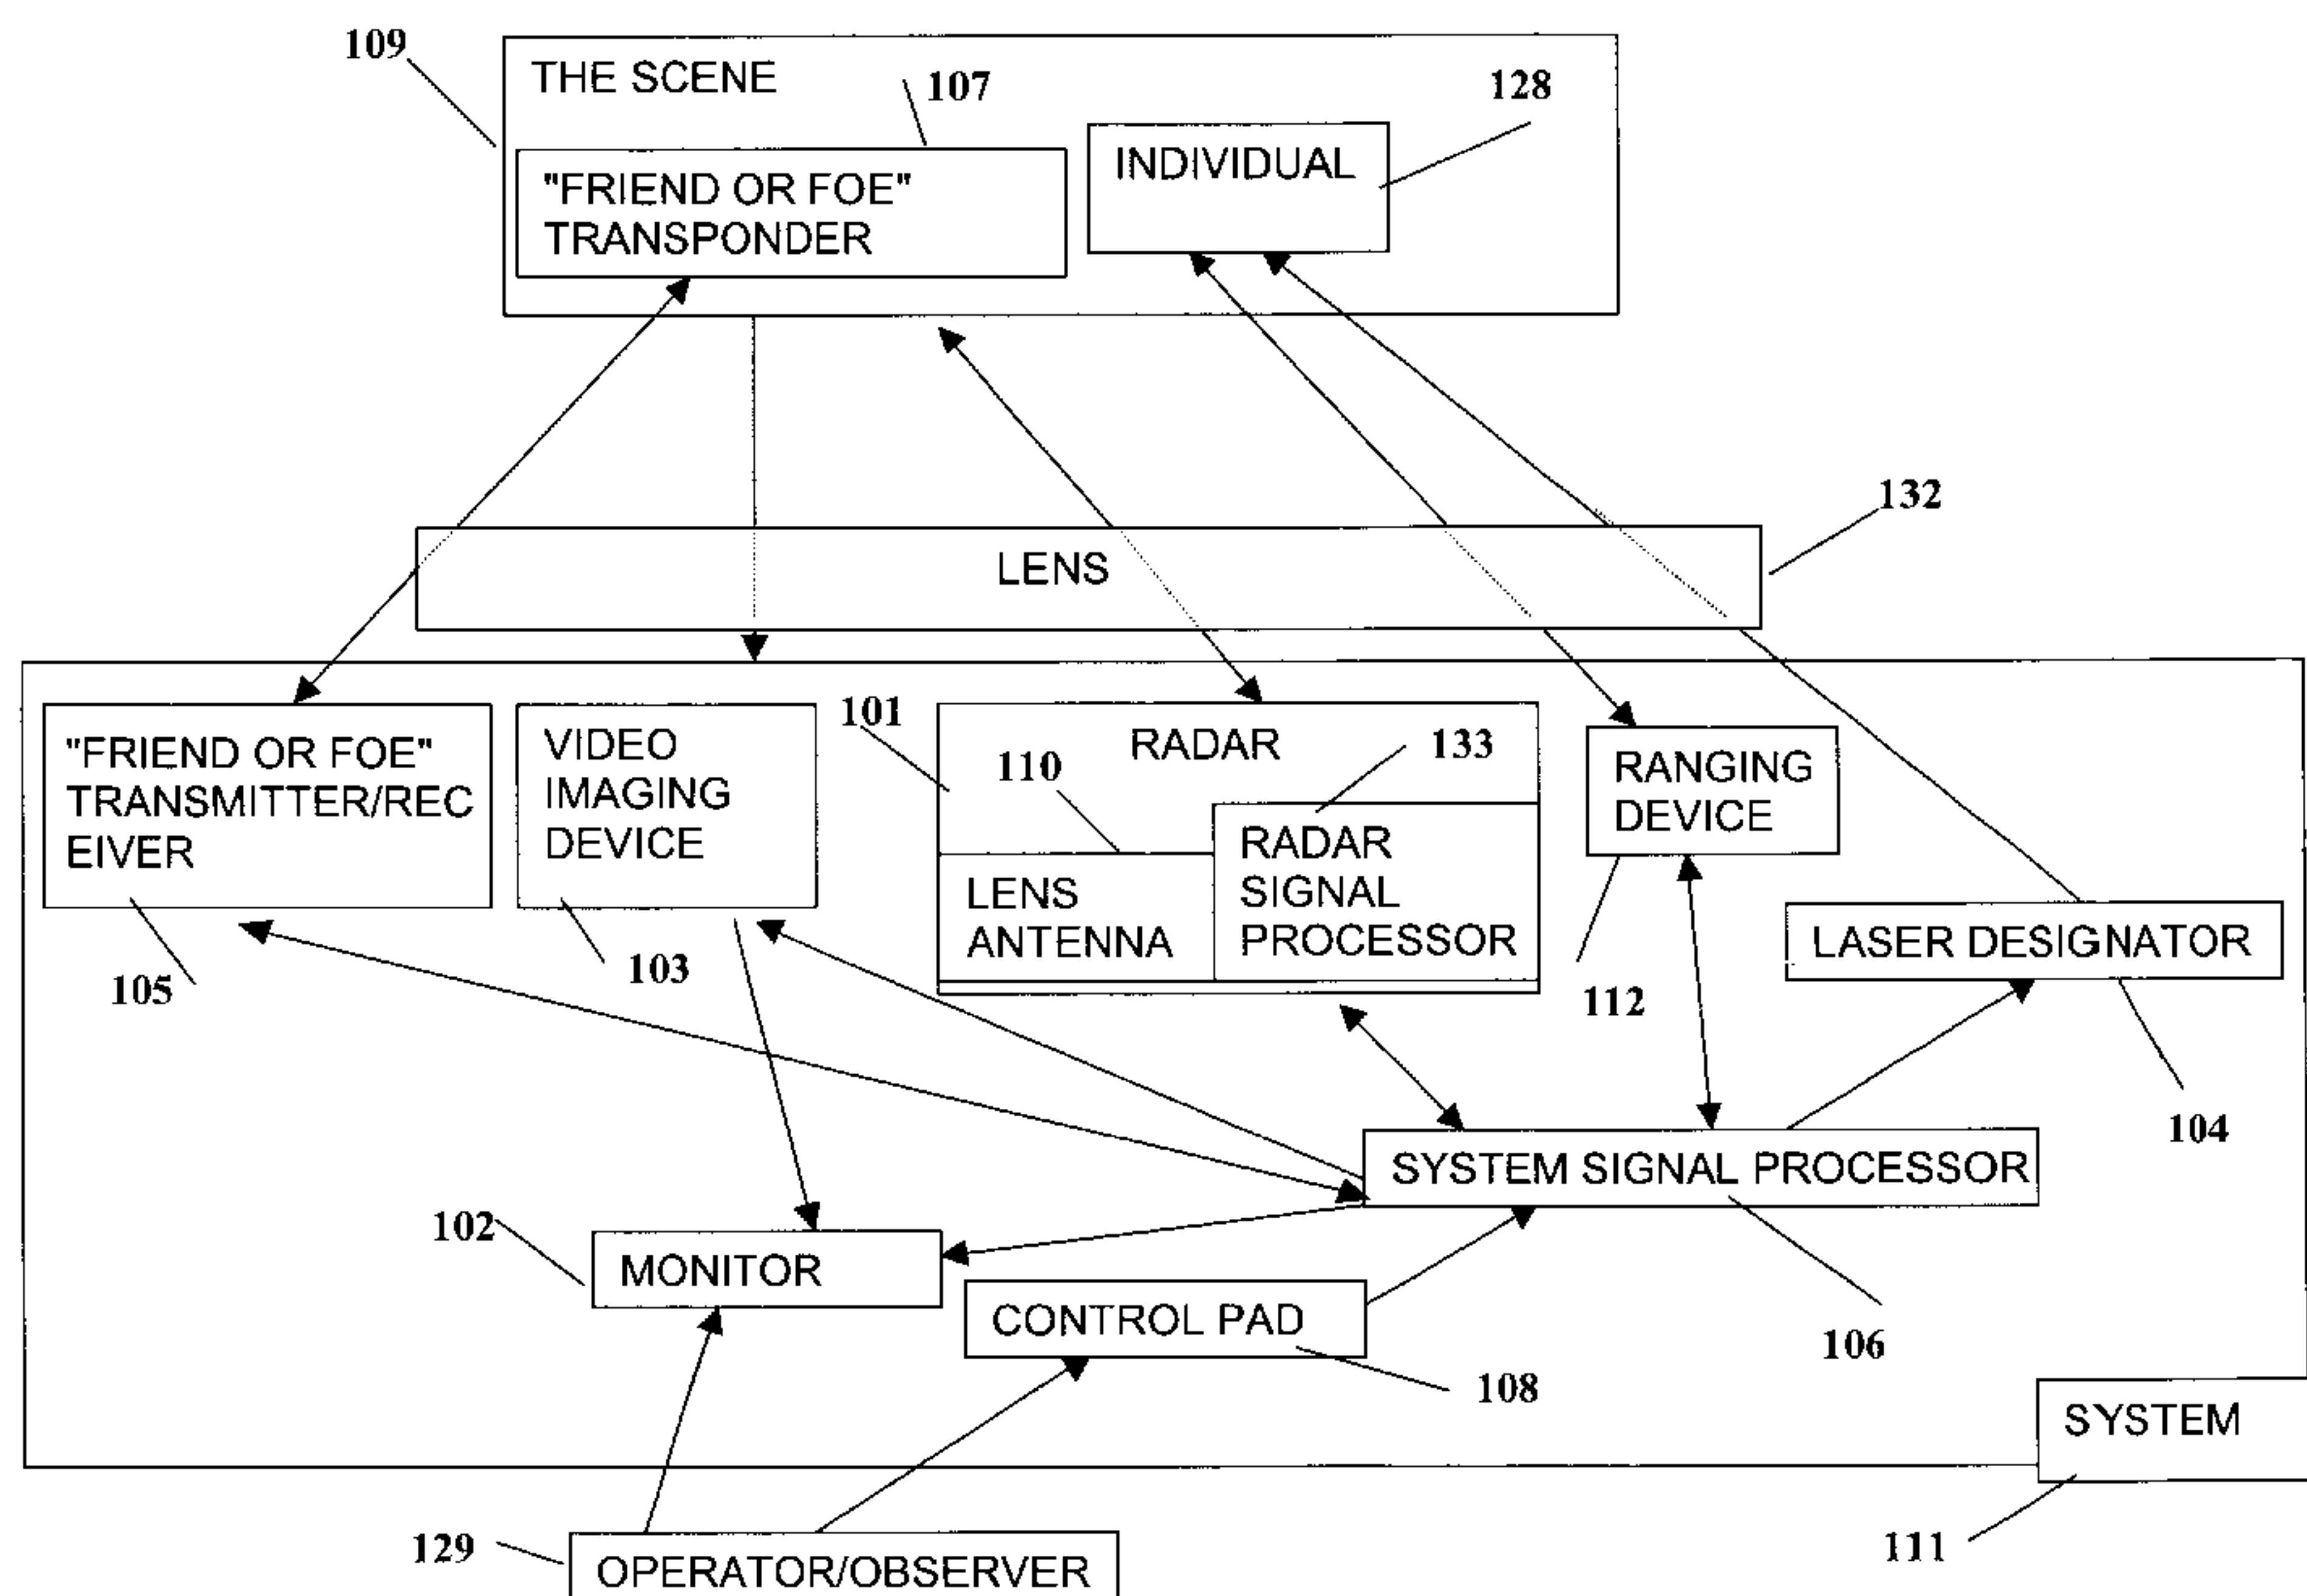 109
THE SCENE
107
128
"FRIEND OR FOE"
TRANSPONDER
INDIVIDUAL
132
LENS
"FRIEND OR FOE"
TRANSMITTER/REC
EIVER
105
VIDEO
IMAGING
DEVICE
103
101
RADAR
110
133
LENS
ANTENNA
RADAR
SIGNAL
PROCESSOR
RANGING
DEVICE
112
LASER DESIGNATOR
104
SYSTEM SIGNAL PROCESSOR
106
102
MONITOR
CONTROL PAD
108
SYSTEM
111
129
OPERATOR/OBSERVER